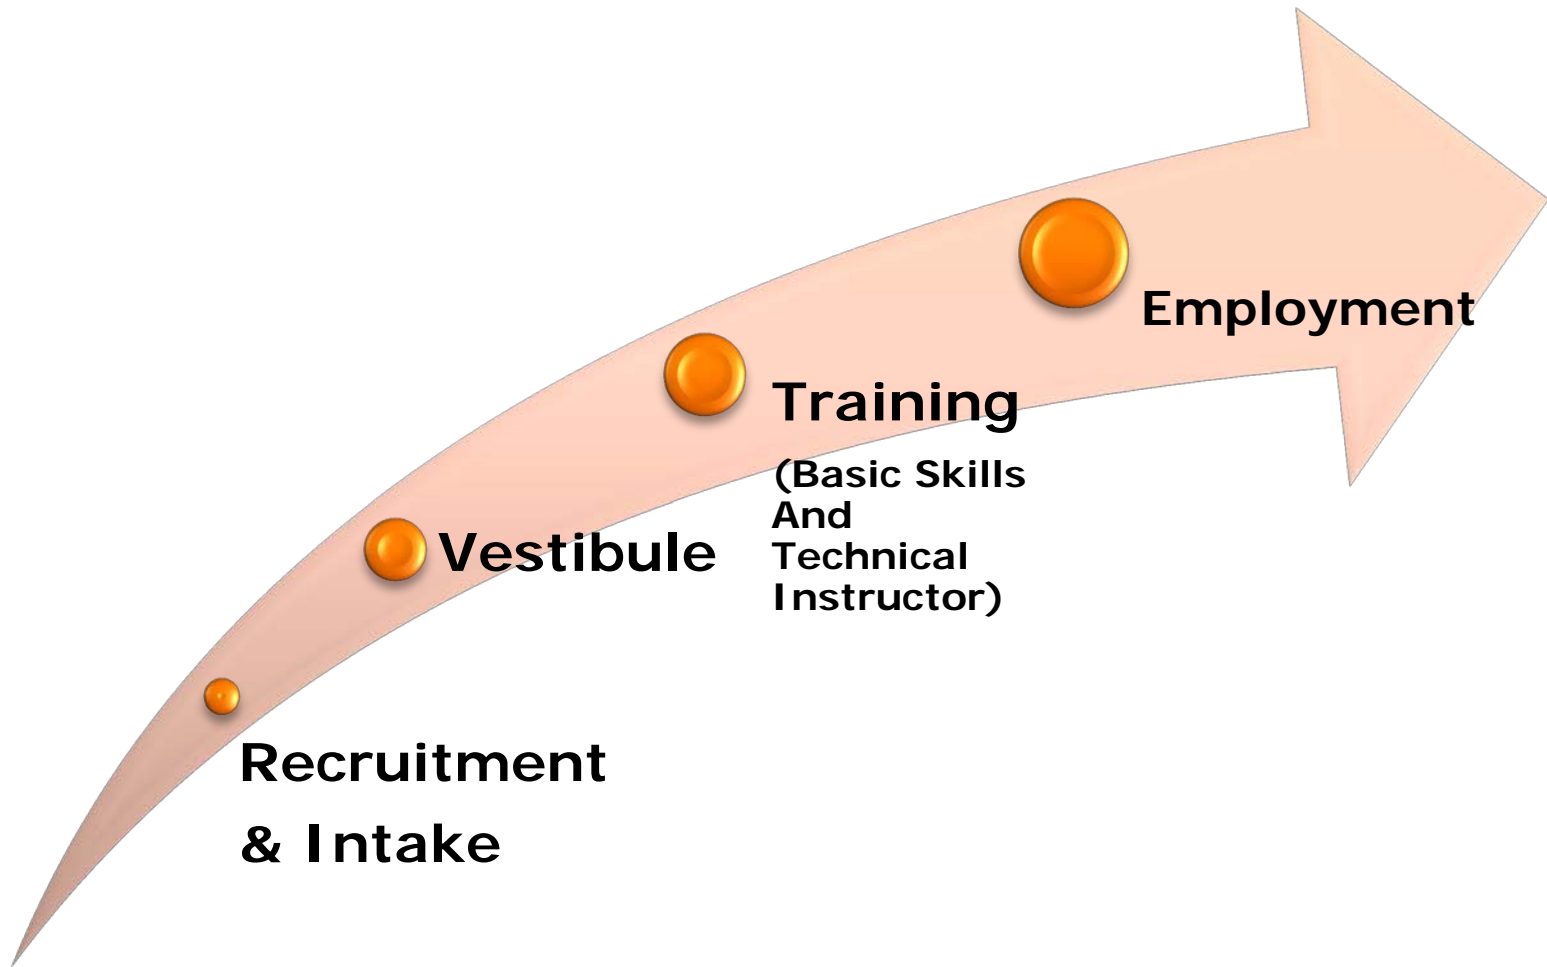 Employment
Training
(Basic Skills
And
Technical
Instructor)
Vestibule
Recruitment
& Intake